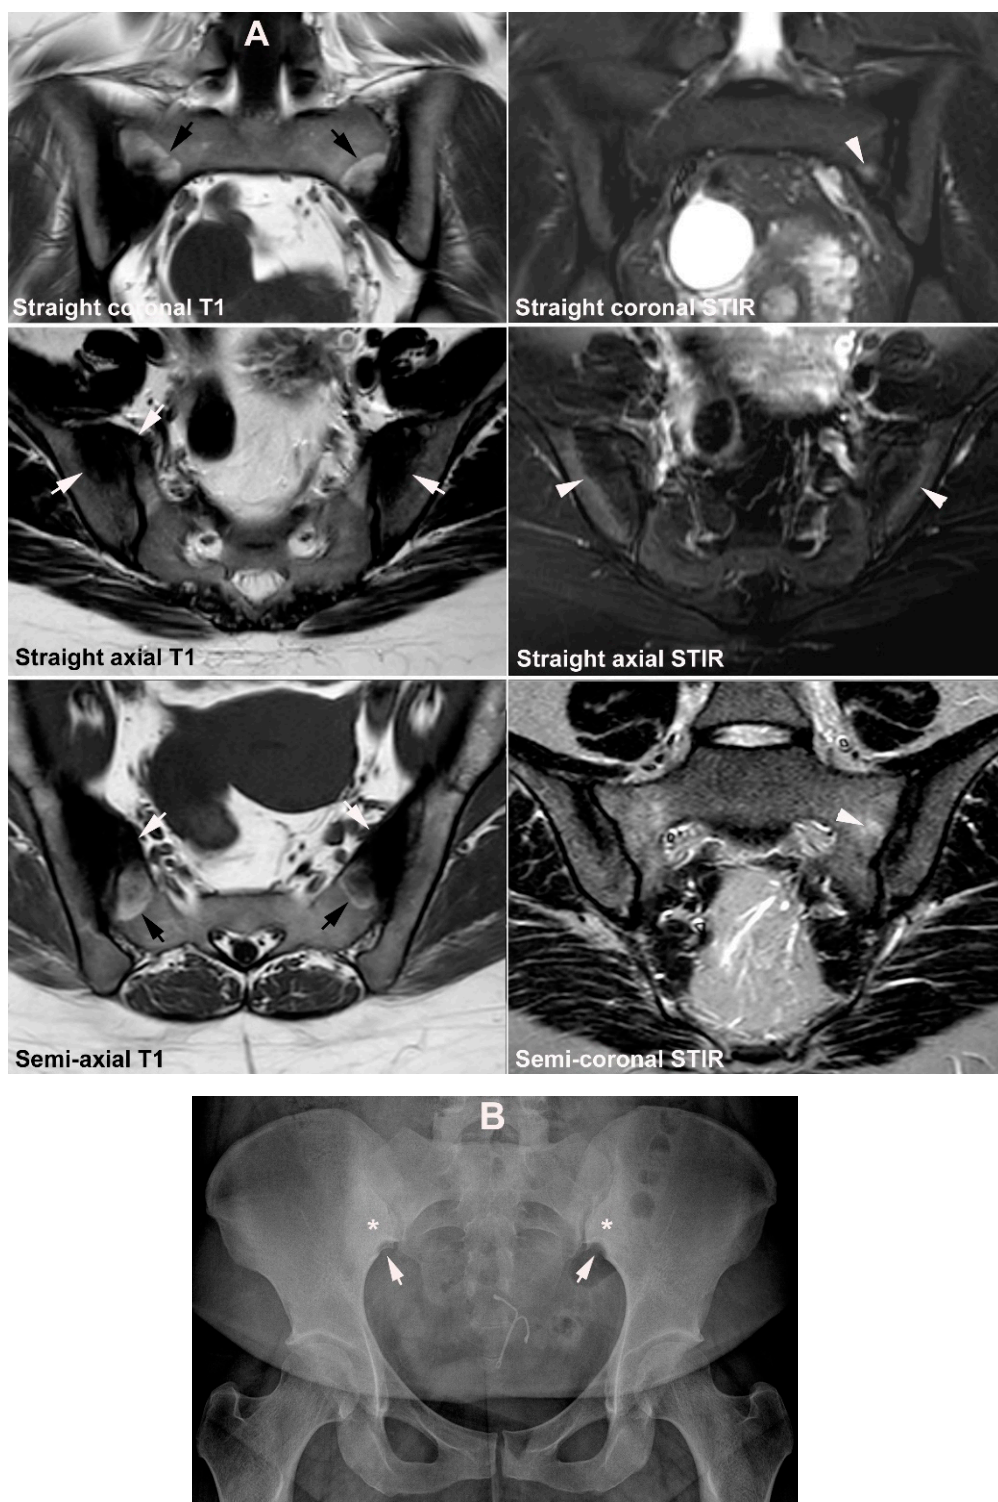 A
Straight coronal T1
Straight coronal STIR
Straight axial T1
Straight axial STIR
Semi-axial T1
Semi-coronal STIR
B
*
*